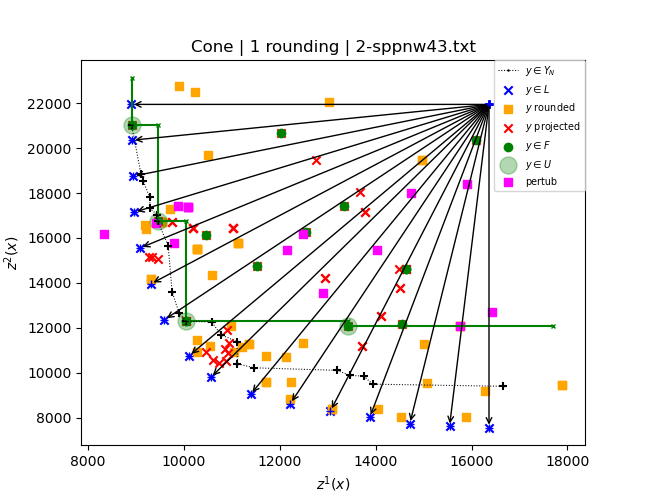 Cone | 1 rounding | 2-sppnw43.txt
z²(x)
22000
20000
18000
16000
14000
12000
10000
8000
8000 10000 12000 14000 16000 18000
z¹(x)
y ∈ Y_N
y ∈ L
y rounded
y projected
y ∈ F
y ∈ U
pertub